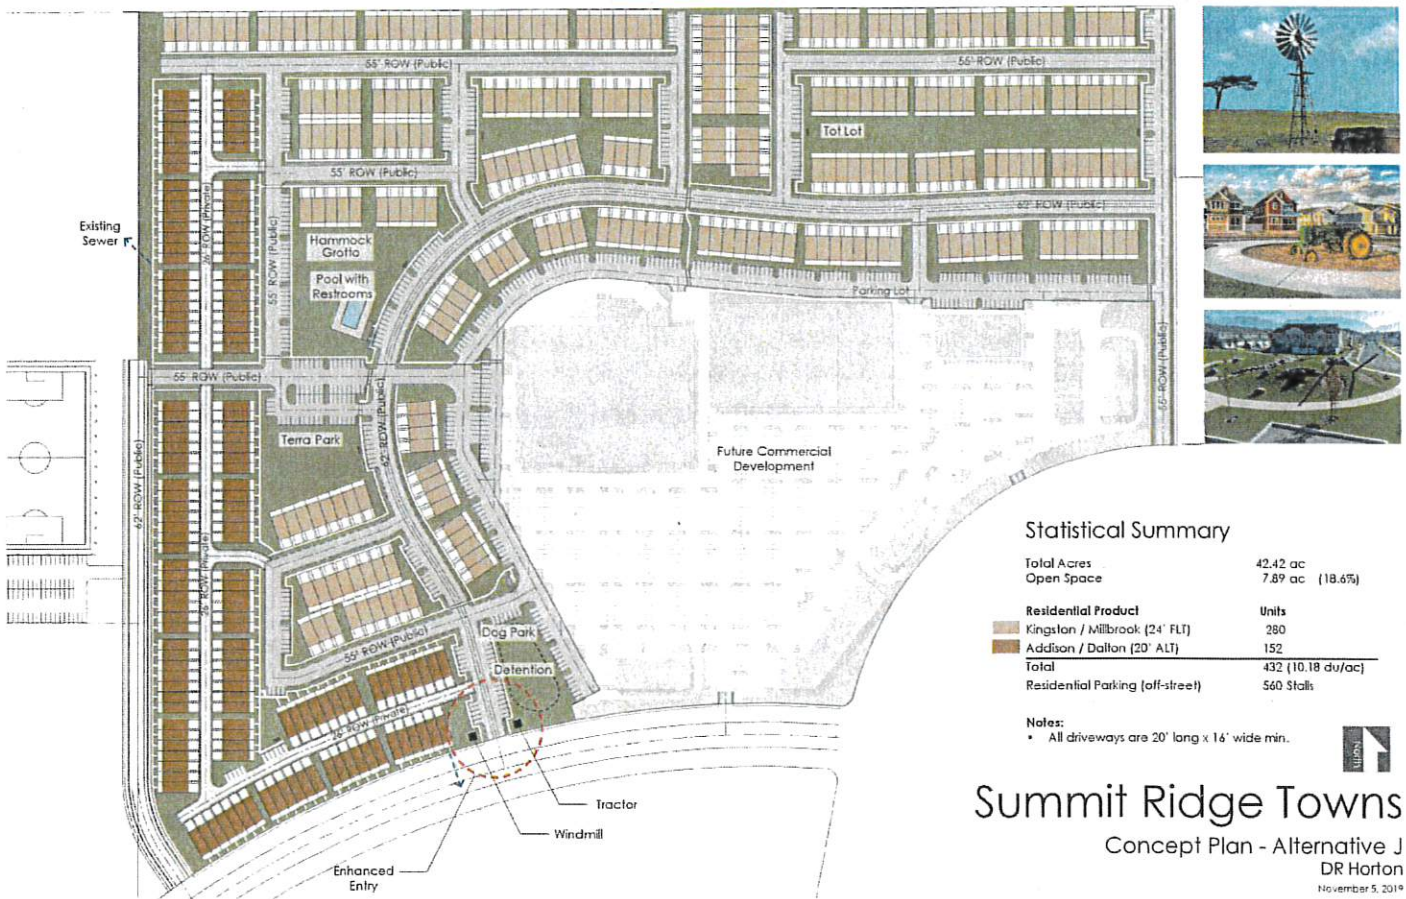 55' ROW (Public)
55' ROW (Public)
Tot Lot
55' ROW (Public)
26' ROW (Private)
62' ROW (Public)
Existing
Sewer
55' ROW (Public)
Hammock
Grotto
Pool with
Restrooms
Parking Lot
55' ROW (Public)
55' ROW (Public)
62' ROW (Public)
Terra Park
62' ROW (Public)
Future Commercial
Development
26' ROW (Private)
Dog Park
55' ROW (Public)
Detention
26' ROW (Private)
Tractor
Windmill
Enhanced
Entry
Statistical Summary
Total Acres 42.42 ac
Open Space 7.89 ac (18.6%)
Residential Product Units
Kingston / Millbrook (24' FLT) 280
Addison / Dalton (20' ALT) 152
Total 432 (10.18 du/ac)
Residential Parking (off-street) 560 Stalls
Notes:
• All driveways are 20' long x 16' wide min.
North
Summit Ridge Towns
Concept Plan - Alternative J
DR Horton
November 5, 2019